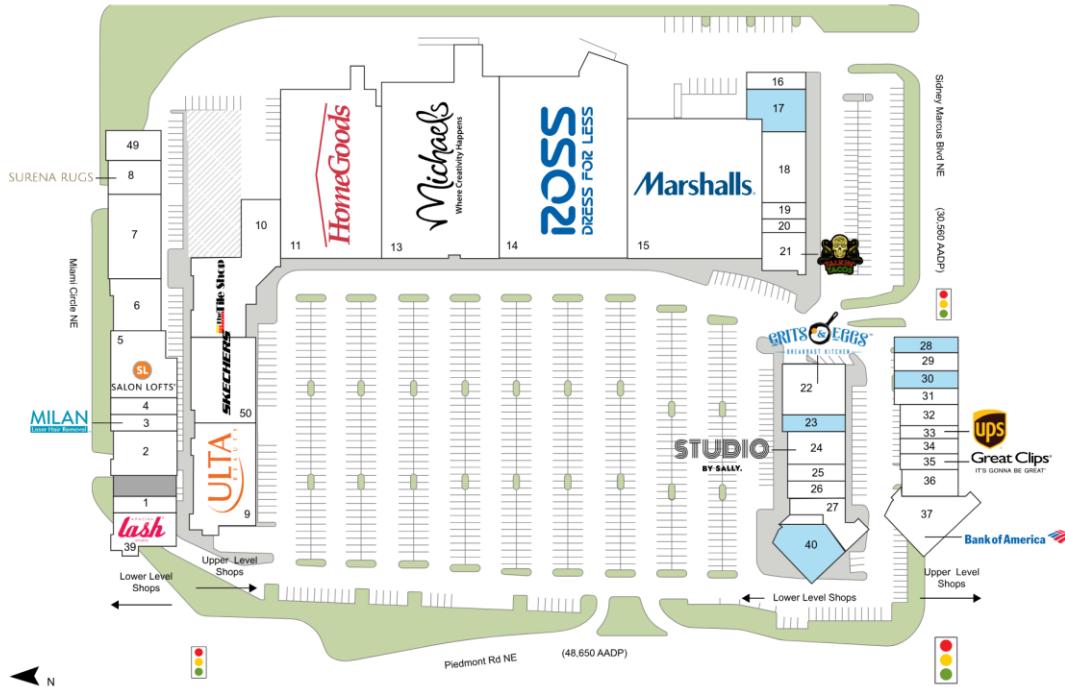 16
17
18
19
20
21
TALKIN'
TACOS
Sidney Marcus Blvd NE
(30,560 AADP)
49
8
SURENA RUGS
7
6
5
SL
SALON LOFTS
4
3
MILAN
Laser Hair Removal
2
1
lash
39
Miami Circle NE
10
the Tile Shop
SKECHERS
50
ULTA
BEAUTY
9
HomeGoods
11
Michaels
Where Creativity Happens
13
ROSS
DRESS FOR LESS
14
Marshalls
15
GRITS & EGGS
BREAKFAST KITCHEN
22
23
STUDIO
BY SALLY.
24
25
26
27
40
28
29
30
31
32
33
ups
34
35
Great Clips
IT'S GONNA BE GREAT
36
37
Bank of America
Upper Level
Shops
Lower Level
Shops
Lower Level Shops
Upper Level
Shops
Piedmont Rd NE
(48,650 AADP)
N